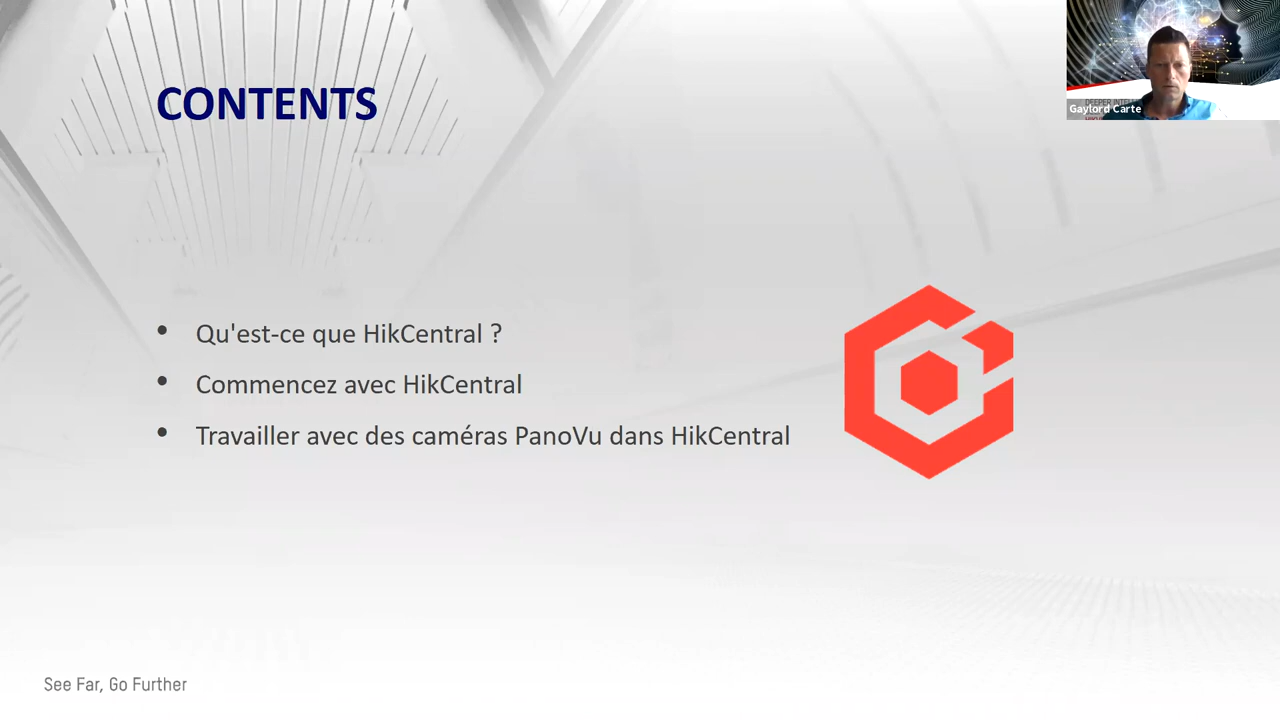 CONTENTS
Gaylord Carte
• Qu'est-ce que HikCentral ?
• Commencez avec HikCentral
• Travailler avec des caméras PanoVu dans HikCentral
See Far, Go Further